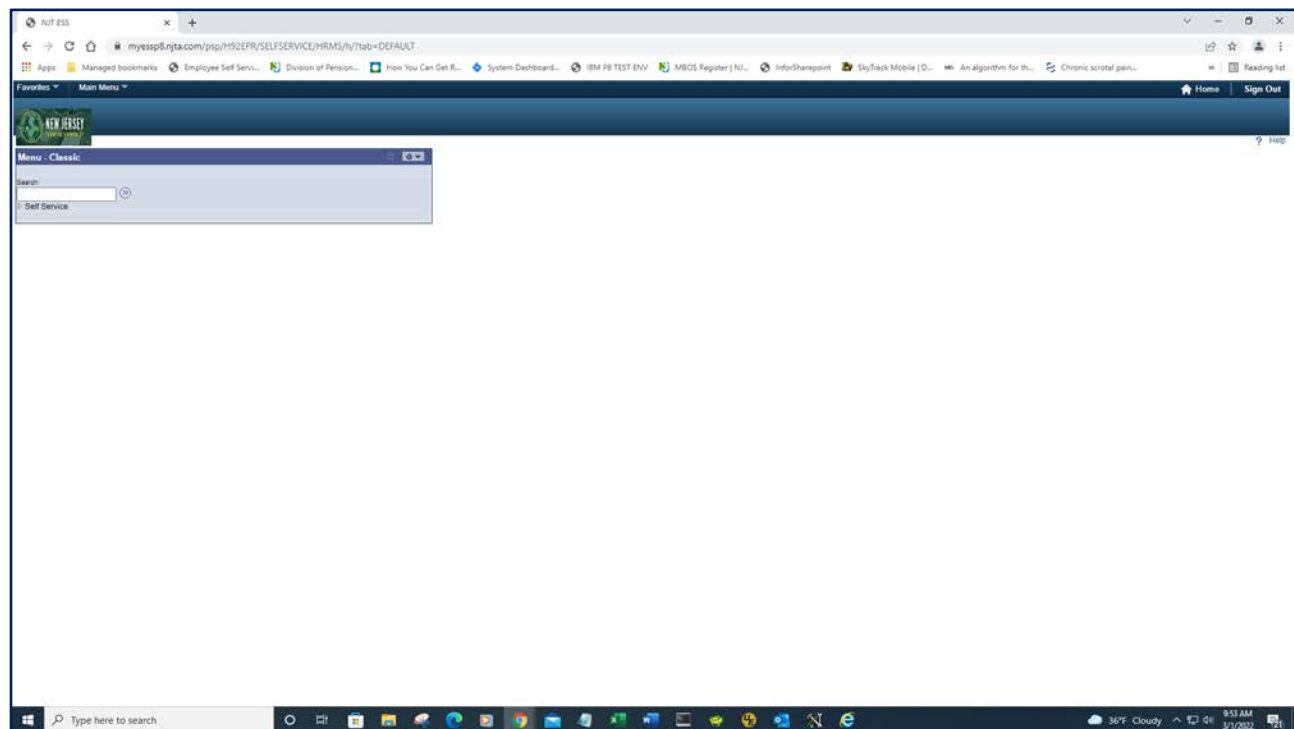 NJT ESS
myessp8.njta.com/psp/H92EPR/SELFSERVICE/HRMS/h/?tab=DEFAULT
Apps Managed bookmarks Employee Self Servi... Division of Pension... How You Can Get R... System Dashboard... IBM P8 TEST ENV MBOS Register | NJ... InforSharepoint SkyTrack Mobile | D... An algorithm for th... Chronic scrotal pain... » Reading list
Favorites Main Menu Home Sign Out
NEW JERSEY
Help
Menu - Classic
Search:
Self Service
Type here to search 36°F Cloudy 9:53 AM
3/1/2022 21